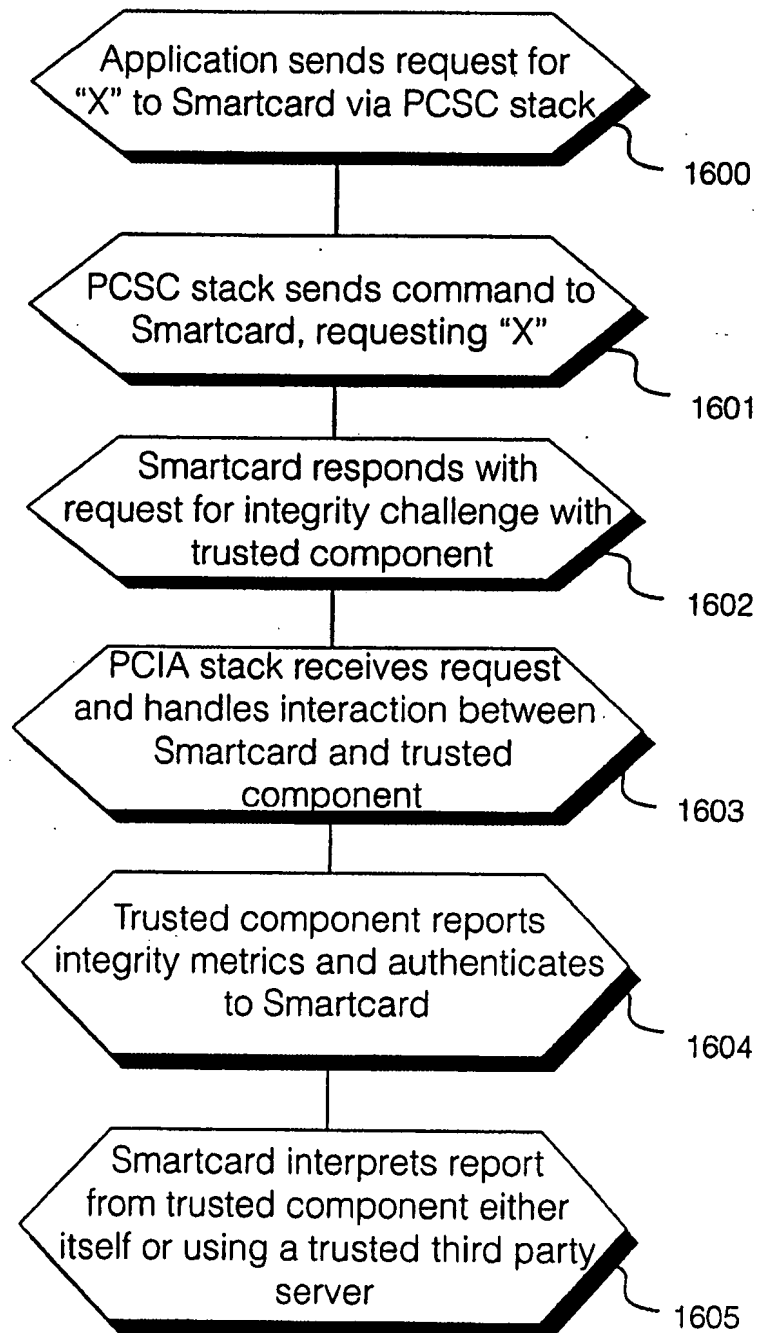 Application sends request for
“X” to Smartcard via PCSC stack
1600
PCSC stack sends command to
Smartcard, requesting “X”
1601
Smartcard responds with
request for integrity challenge with
trusted component
1602
PCIA stack receives request
and handles interaction between
Smartcard and trusted
component
1603
Trusted component reports
integrity metrics and authenticates
to Smartcard
1604
Smartcard interprets report
from trusted component either
itself or using a trusted third party
server
1605